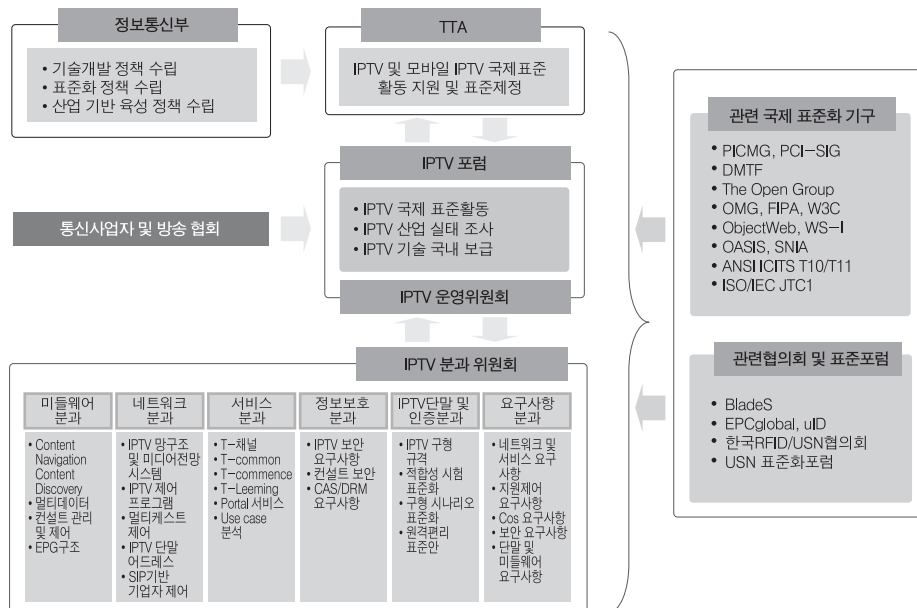 정보통신부
• 기술개발 정책 수립
• 표준화 정책 수립
• 산업 기반 육성 정책 수립
TTA
IPTV 및 모바일 IPTV 국제표준
활동 지원 및 표준제정
IPTV 포럼
• IPTV 국제 표준활동
• IPTV 산업 실태 조사
• IPTV 기술 국내 보급
IPTV 운영위원회
통신사업자 및 방송 협회
IPTV 분과 위원회
미들웨어
분과
• Content
Navigation
Content
Discovery
• 멀티데이터
• 컨설트 관리
및 제어
• EPG구조
네트워크
분과
• IPTV 망구조
및 미디어전망
시스템
• IPTV 제어
프로그램
• 멀티케스트
제어
• IPTV 단말
어드레스
• SIP기반
기업자 제어
서비스
분과
• T-채널
• T-common
• T-commence
• T-Leerning
• Portal 서비스
• Use case
분석
정보보호
분과
• IPTV 보안
요구사항
• 컨설트 보안
• CAS/DRM
요구사항
IPTV단말 및
인증분과
• IPTV 구형
규격
• 적합성 시험
표준화
• 구형 시나리오
표준화
• 원격편리
표준안
요구사항
분과
• 네트워크 및
서비스 요구
사항
• 지원제어
요구사항
• Cos 요구사항
• 보안 요구사항
• 단말 및
미들웨어
요구사항
관련 국제 표준화 기구
• PICMG, PCI-SIG
• DMTF
• The Open Group
• OMG, FIPA, W3C
• ObjectWeb, WS-I
• OASIS, SNIA
• ANSI ICITS T10/T11
• ISO/IEC JTC1
관련협의회 및 표준포럼
• BladeS
• EPCglobal, uID
• 한국RFID/USN협의회
• USN 표준화포럼